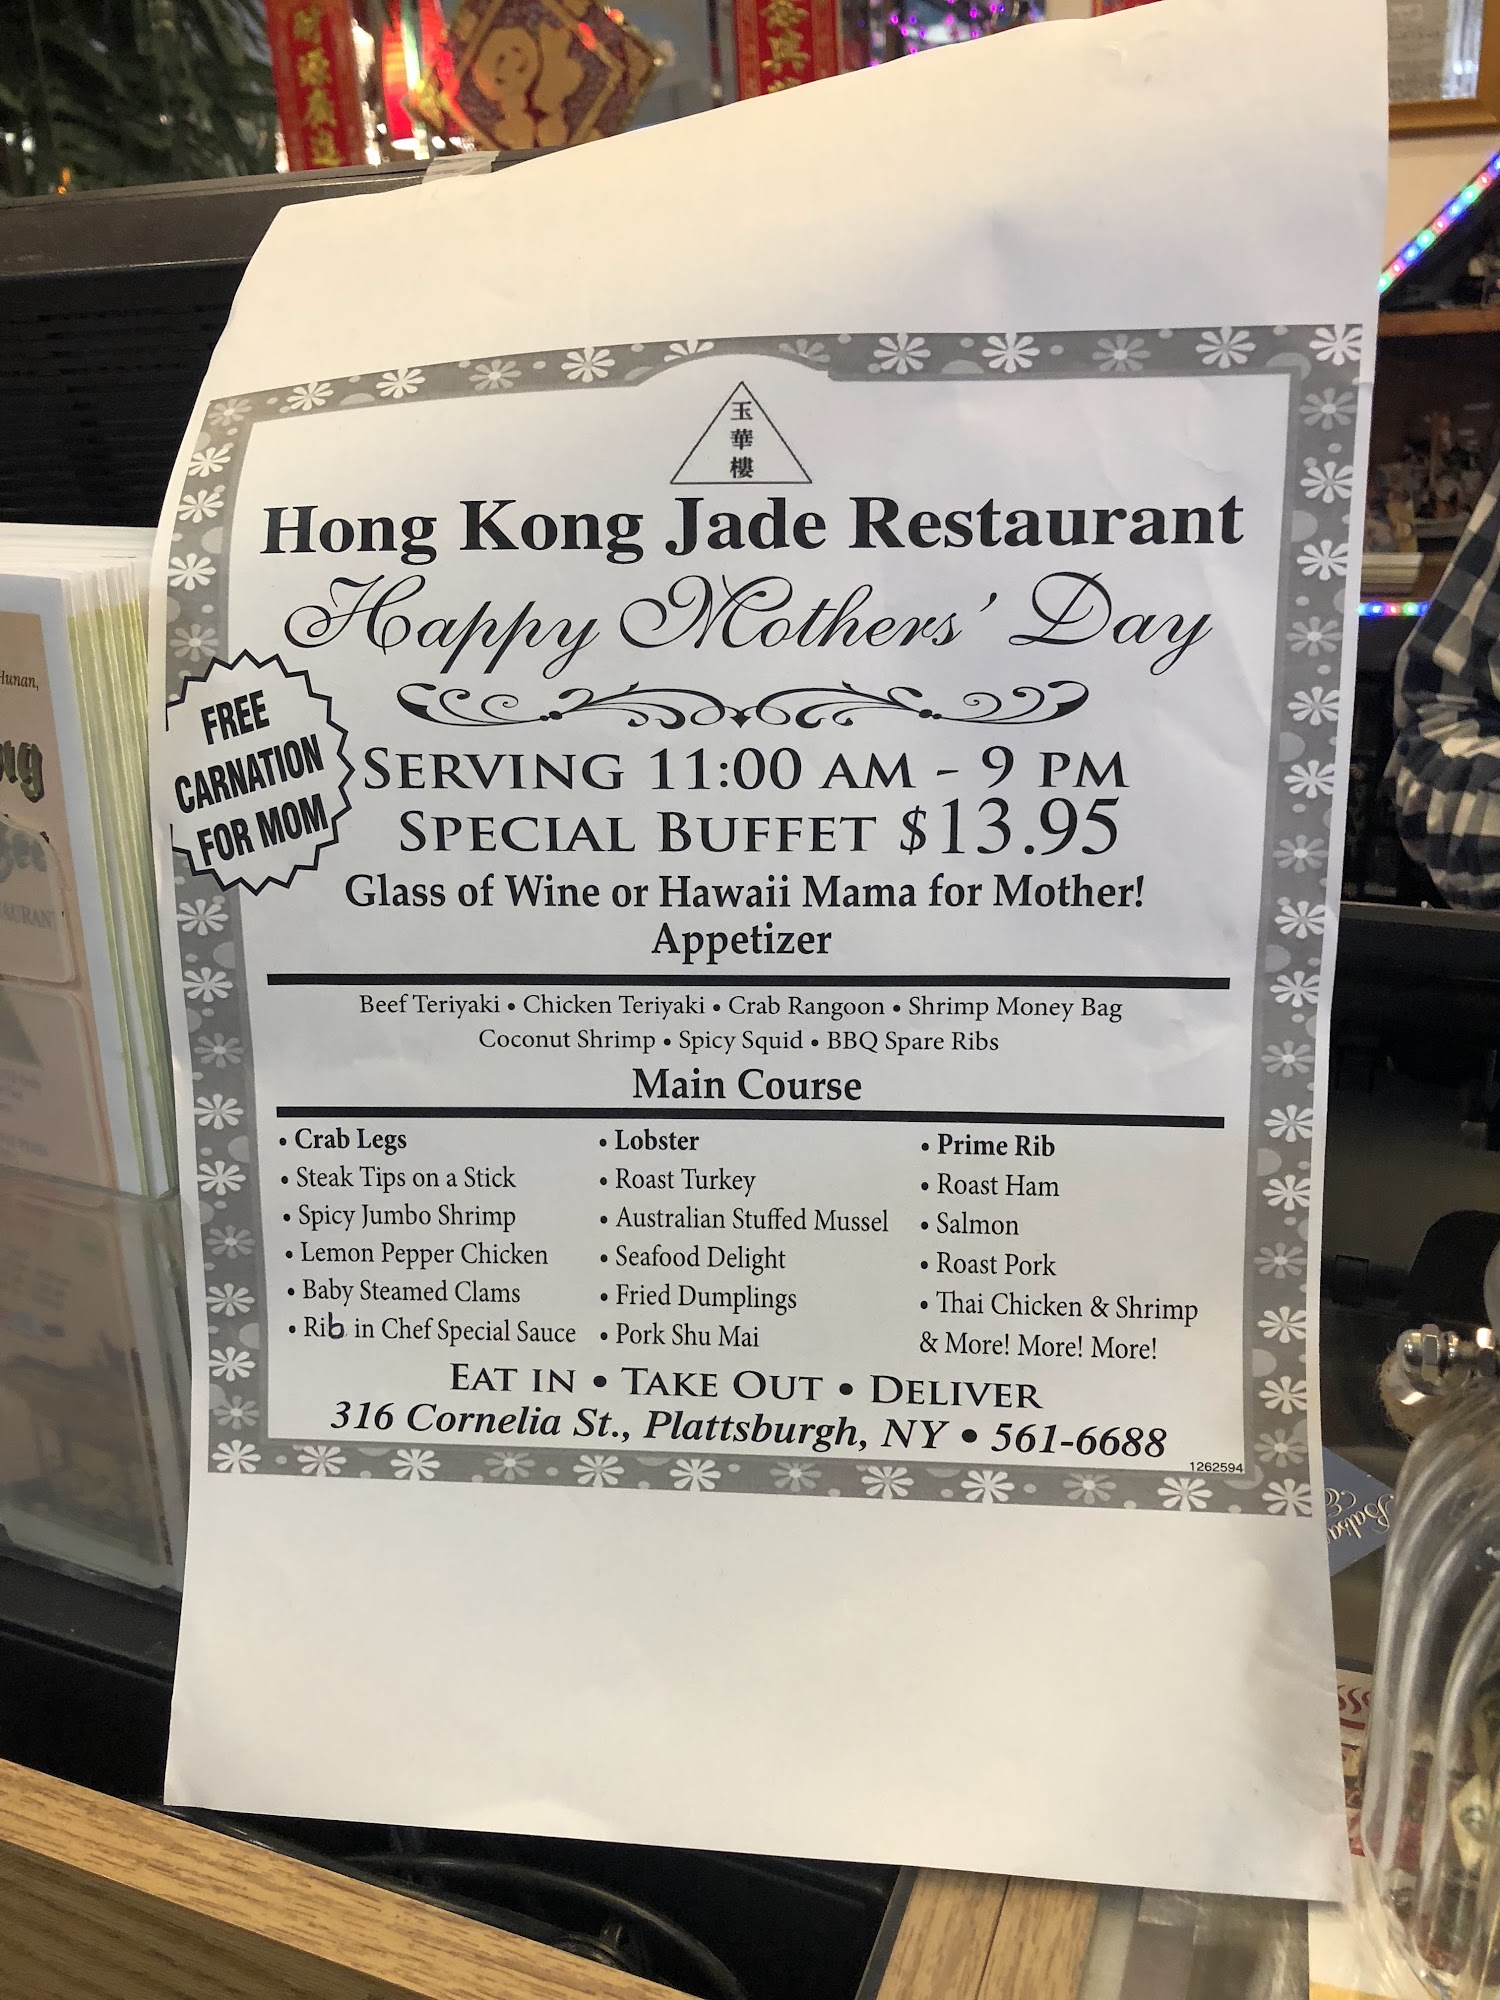 財源廣進
玉
華
樓
Hong Kong Jade Restaurant
Happy Mothers' Day
FREE
CARNATION
FOR MOM
SERVING 11:00 AM - 9 PM
SPECIAL BUFFET $13.95
Glass of Wine or Hawaii Mama for Mother!
Appetizer
Beef Teriyaki • Chicken Teriyaki • Crab Rangoon • Shrimp Money Bag
Coconut Shrimp • Spicy Squid • BBQ Spare Ribs
Main Course
• Crab Legs
• Steak Tips on a Stick
• Spicy Jumbo Shrimp
• Lemon Pepper Chicken
• Baby Steamed Clams
• Rib in Chef Special Sauce
• Lobster
• Roast Turkey
• Australian Stuffed Mussel
• Seafood Delight
• Fried Dumplings
• Pork Shu Mai
• Prime Rib
• Roast Ham
• Salmon
• Roast Pork
• Thai Chicken & Shrimp
& More! More! More!
EAT IN • TAKE OUT • DELIVER
316 Cornelia St., Plattsburgh, NY • 561-6688
1262594
Hunan,